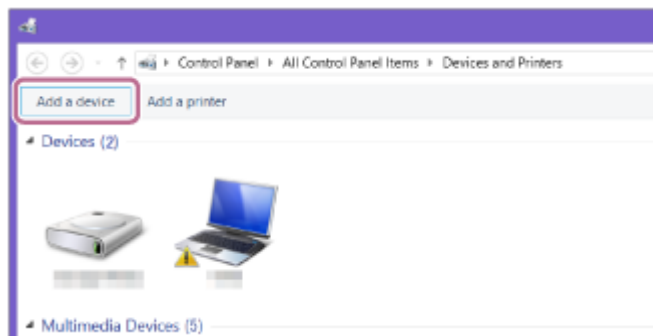 Control Panel All Control Panel Items Devices and Printers
Add a device Add a printer
Devices (2)
Multimedia Devices (5)